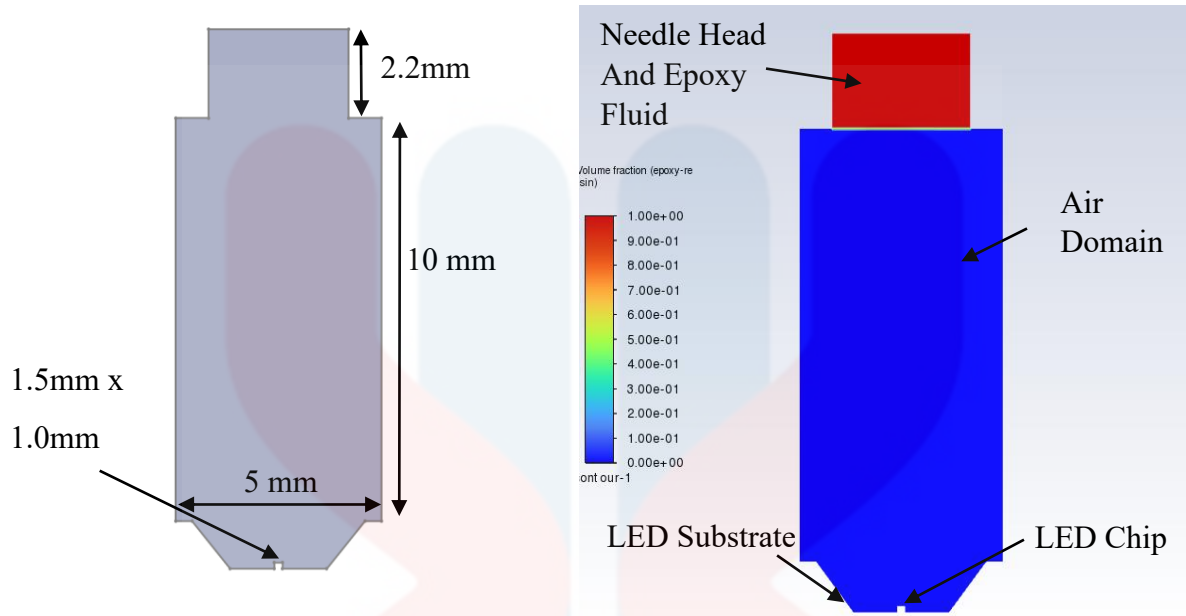 2.2mm
10 mm
1.5mm x
1.0mm
5 mm
Needle Head
And Epoxy
Fluid
Volume fraction (epoxy-re
sin)
1.00e+00
9.00e-01
8.00e-01
7.00e-01
6.00e-01
5.00e-01
4.00e-01
3.00e-01
2.00e-01
1.00e-01
0.00e+00
cont our-1
Air
Domain
LED Substrate
LED Chip